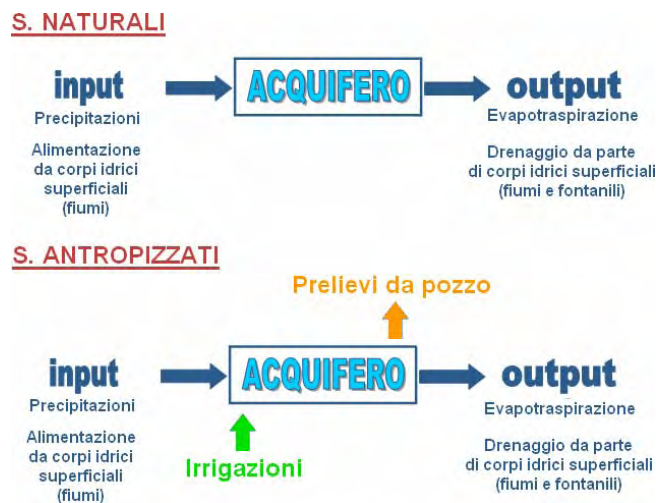 S. NATURALI
input
ACQUIFERO
output
Precipitazioni
Evapotraspirazione
Alimentazione
da corpi idrici
superficiali
(fiumi)
Drenaggio da parte
di corpi idrici superficiali
(fiumi e fontanili)
S. ANTROPIZZATI
Prelievi da pozzo
input
ACQUIFERO
output
Precipitazioni
Evapotraspirazione
Alimentazione
da corpi idrici
superficiali
(fiumi)
Irrigazioni
Drenaggio da parte
di corpi idrici superficiali
(fiumi e fontanili)